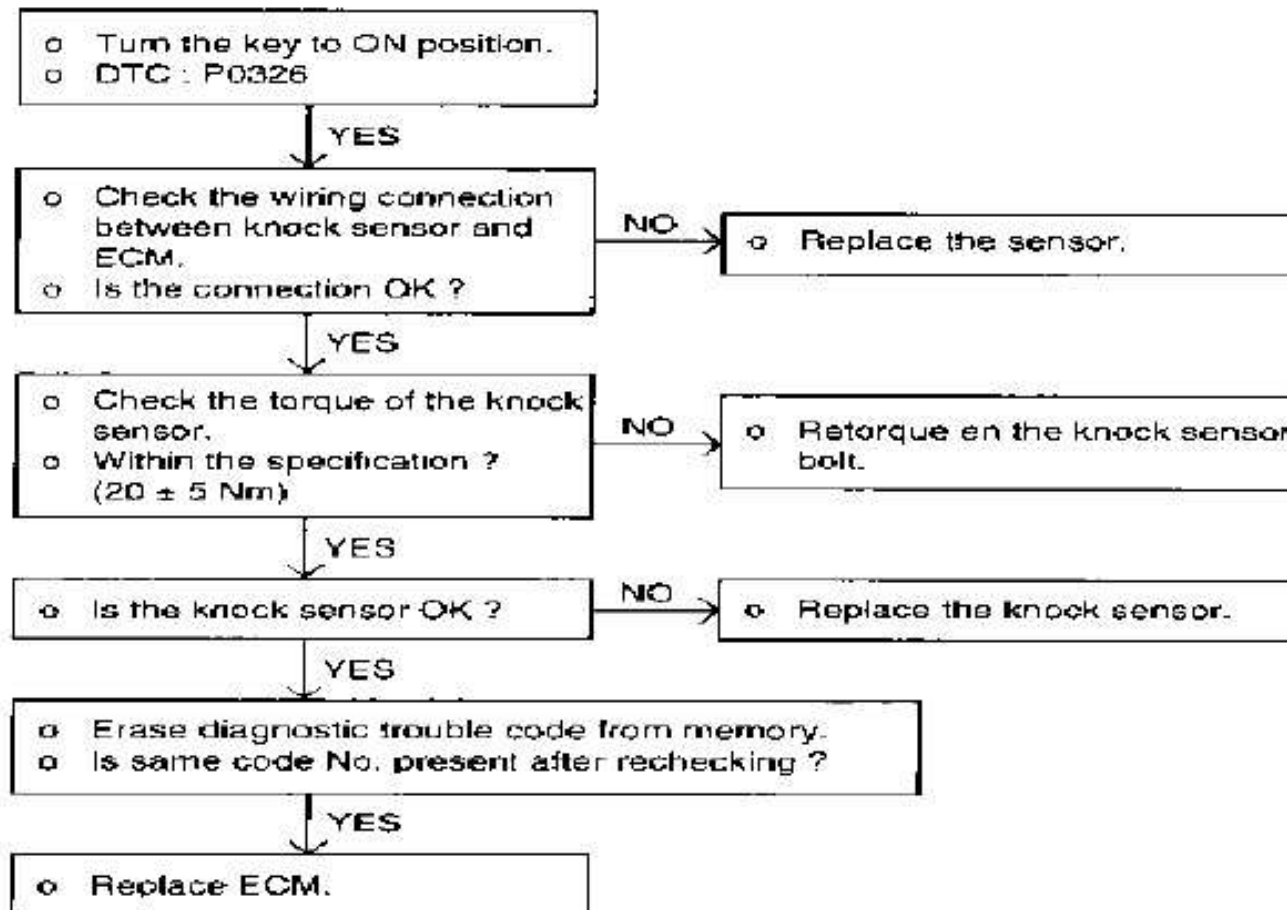 o Turn the key to ON position.
o DTC : P0326
YES
o Check the wiring connection
between knock sensor and
ECM.
o Is the connection OK ?
NO
o Replace the sensor.
YES
o Check the torque of the knock
sensor.
o Within the specification ?
(20 ± 5 Nm)
NO
o Retorque en the knock sensor
bolt.
YES
o Is the knock sensor OK ?
NO
o Replace the knock sensor.
YES
o Erase diagnostic trouble code from memory.
o Is same code No. present after rechecking ?
YES
o Replace ECM.